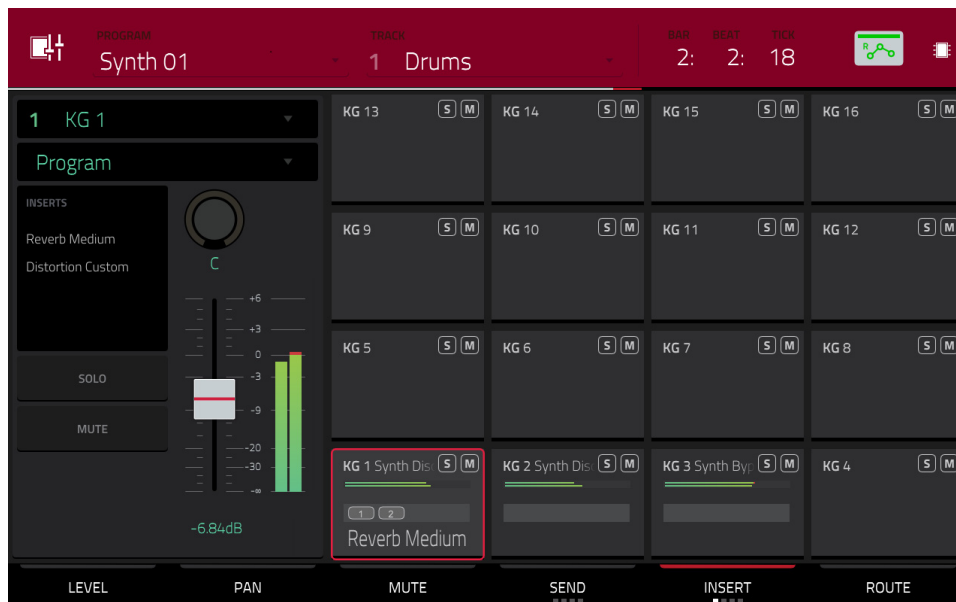 PROGRAM
Synth 01
TRACK
1 Drums
BAR BEAT TICK
2: 2: 18
R
1 KG 1
Program
INSERTS
Reverb Medium
Distortion Custom
C
+6
+3
0
-3
-9
-20
-30
-∞
SOLO
MUTE
-6.84dB
KG 13 S M
KG 14 S M
KG 15 S M
KG 16 S M
KG 9 S M
KG 10 S M
KG 11 S M
KG 12 S M
KG 5 S M
KG 6 S M
KG 7 S M
KG 8 S M
KG 1 Synth Dis S M
1 2
Reverb Medium
KG 2 Synth Dis S M
KG 3 Synth Byp S M
KG 4 S M
LEVEL PAN MUTE SEND INSERT ROUTE